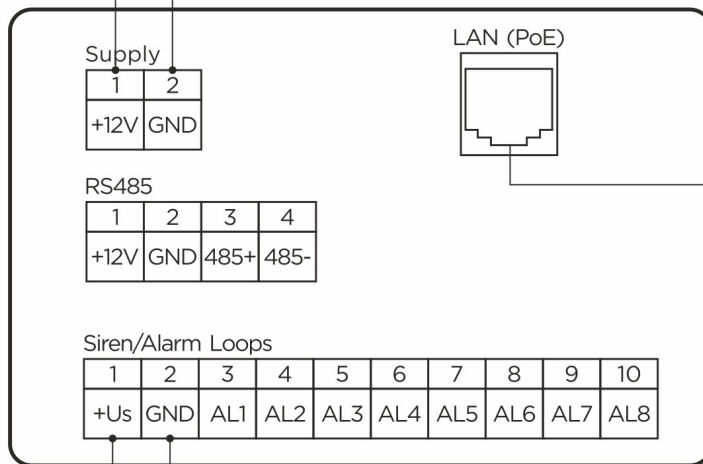 LAN (PoE)
Supply
1 2
+12V GND
RS485
1 2 3 4
+12V GND 485+ 485-
Siren/Alarm Loops
1 2 3 4 5 6 7 8 9 10
+Us GND AL1 AL2 AL3 AL4 AL5 AL6 AL7 AL8